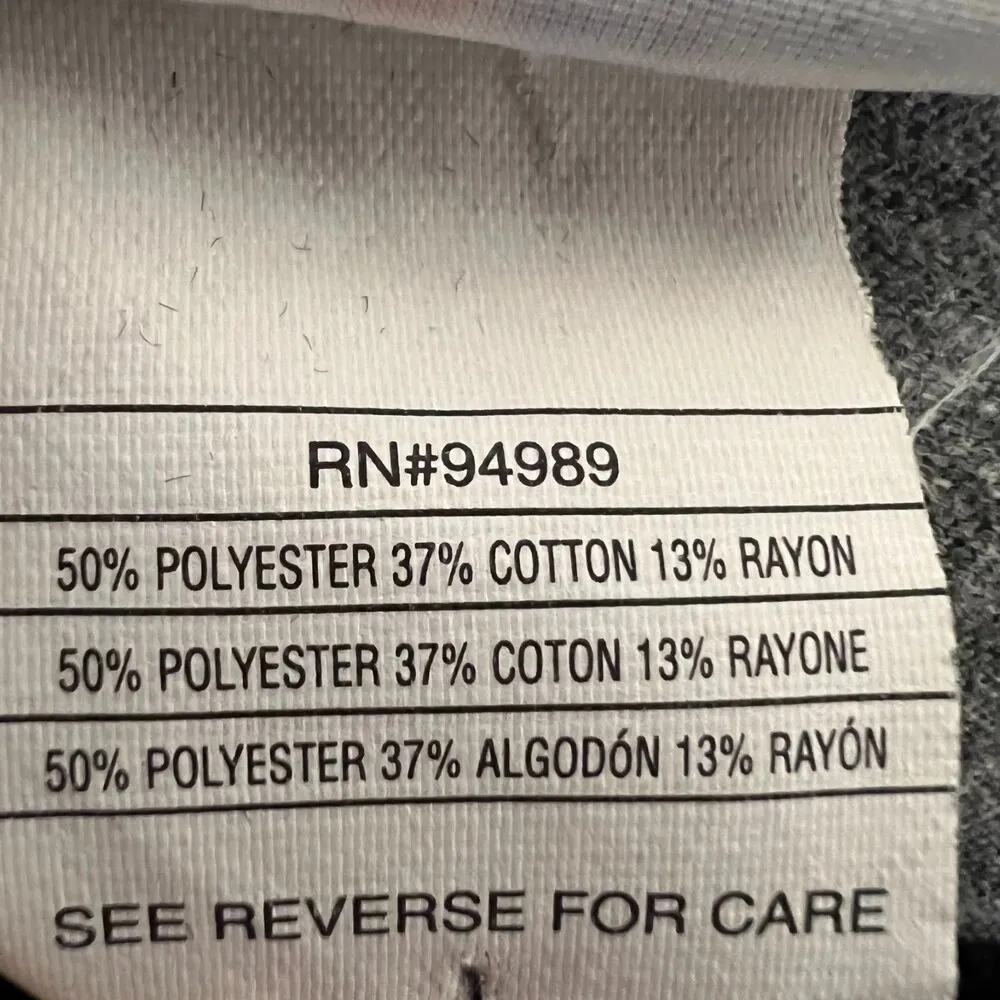 RN#94989
50% POLYESTER 37% COTTON 13% RAYON
50% POLYESTER 37% COTON 13% RAYONE
50% POLYESTER 37% ALGODÓN 13% RAYÓN
SEE REVERSE FOR CARE